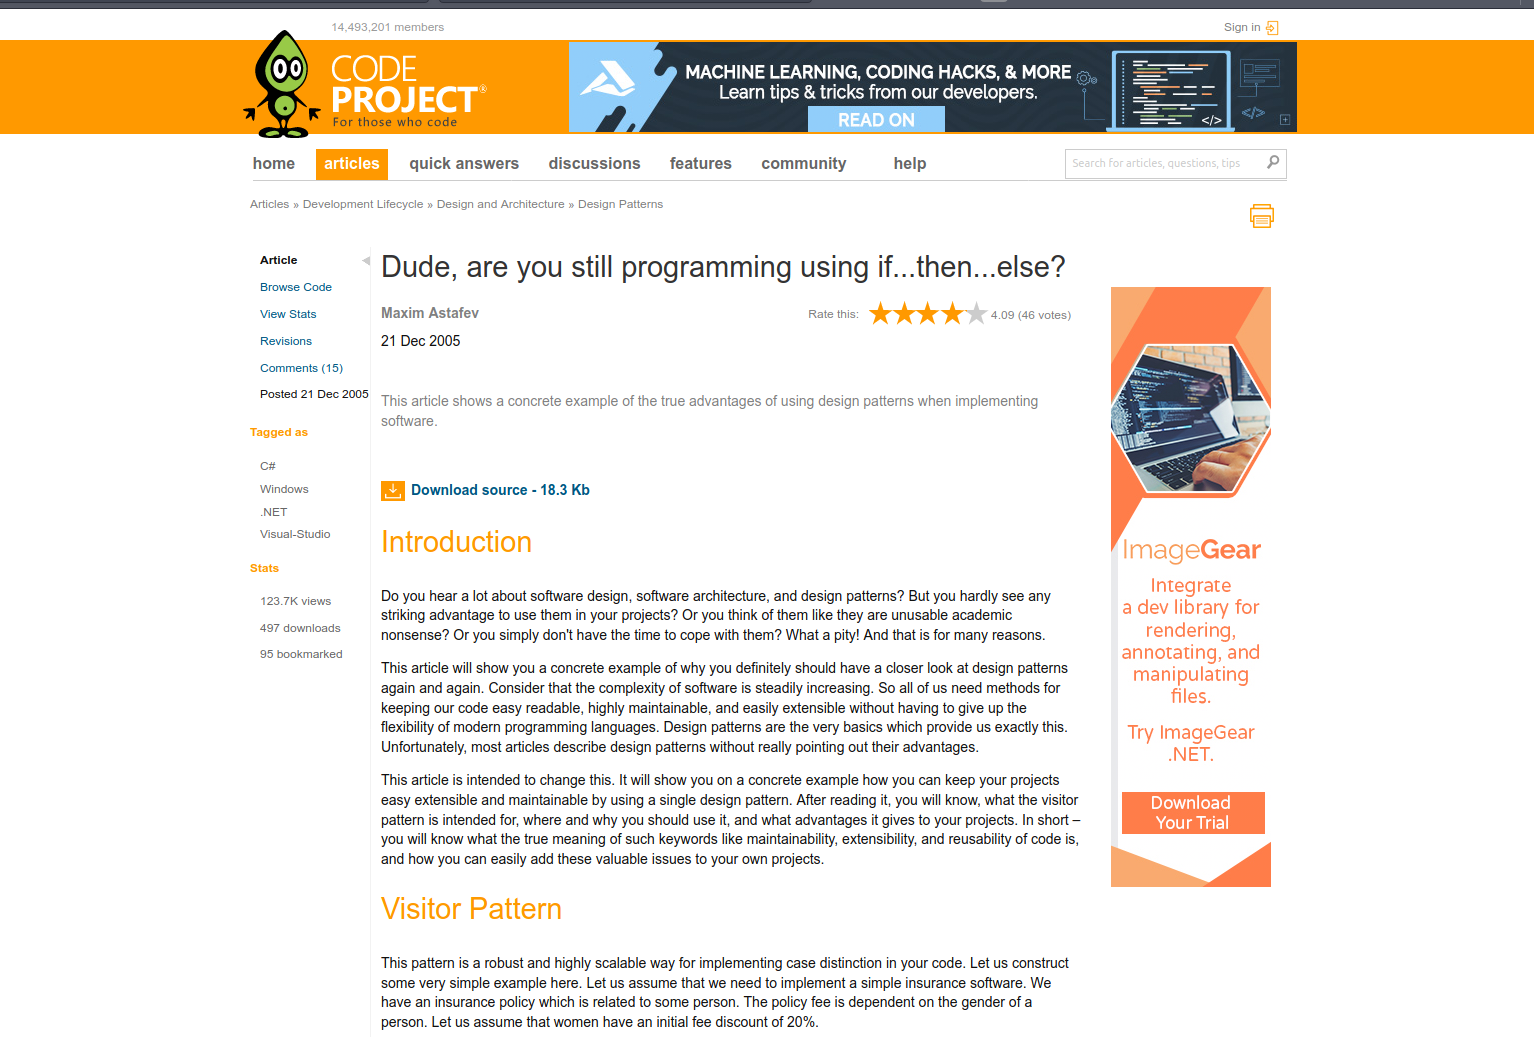 14,493,201 members
Sign in
CODE
PROJECT®
For those who code
MACHINE LEARNING, CODING HACKS, & MORE
Learn tips & tricks from our developers.
READ ON
</>
</>
home articles quick answers discussions features community help
Search for articles, questions, tips
Articles » Development Lifecycle » Design and Architecture » Design Patterns
Article
Browse Code
View Stats
Revisions
Comments (15)
Posted 21 Dec 2005
Tagged as
C#
Windows
.NET
Visual-Studio
Stats
123.7K views
497 downloads
95 bookmarked
Dude, are you still programming using if...then...else?
Maxim Astafev
Rate this: 4.09 (46 votes)
21 Dec 2005
This article shows a concrete example of the true advantages of using design patterns when implementing
software.
Download source - 18.3 Kb
Introduction
Do you hear a lot about software design, software architecture, and design patterns? But you hardly see any
striking advantage to use them in your projects? Or you think of them like they are unusable academic
nonsense? Or you simply don't have the time to cope with them? What a pity! And that is for many reasons.
This article will show you a concrete example of why you definitely should have a closer look at design patterns
again and again. Consider that the complexity of software is steadily increasing. So all of us need methods for
keeping our code easy readable, highly maintainable, and easily extensible without having to give up the
flexibility of modern programming languages. Design patterns are the very basics which provide us exactly this.
Unfortunately, most articles describe design patterns without really pointing out their advantages.
This article is intended to change this. It will show you on a concrete example how you can keep your projects
easy extensible and maintainable by using a single design pattern. After reading it, you will know, what the visitor
pattern is intended for, where and why you should use it, and what advantages it gives to your projects. In short –
you will know what the true meaning of such keywords like maintainability, extensibility, and reusability of code is,
and how you can easily add these valuable issues to your own projects.
Visitor Pattern
This pattern is a robust and highly scalable way for implementing case distinction in your code. Let us construct
some very simple example here. Let us assume that we need to implement a simple insurance software. We
have an insurance policy which is related to some person. The policy fee is dependent on the gender of a
person. Let us assume that women have an initial fee discount of 20%.
ImageGear
Integrate
a dev library for
rendering,
annotating, and
manipulating
files.
Try ImageGear
.NET.
Download
Your Trial